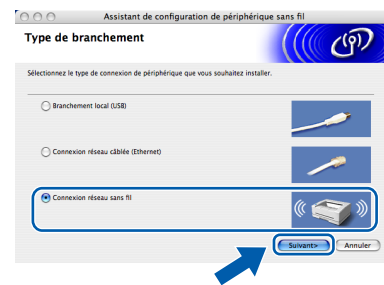 Assistant de configuration de périphérique sans fil
Type de branchement
Sélectionnez le type de connexion de périphérique que vous souhaitez installer.
Branchement local (USB)
Connexion réseau câblée (Ethernet)
Connexion réseau sans fil
Suivant>
Annuler